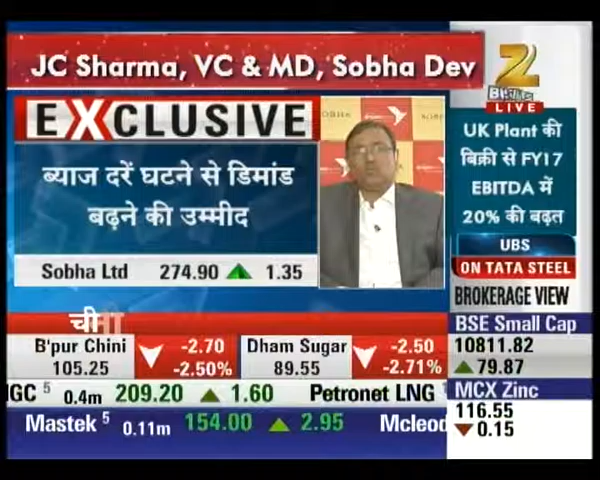 JC Sharma, VC & MD, Sobha Dev
EXCLUSIVE
ब्याज दरें घटने से डिमांड
बढ़ने की उम्मीद
Sobha Ltd 274.90 1.35
LIVE
UK Plant की
बिक्री से FY17
EBITDA में
20% की बढ़त
UBS
ON TATA STEEL
BROKERAGE VIEW
B'pur Chini -2.70
105.25 -2.50%
Dham Sugar -2.50
89.55 -2.71%
BSE Small Cap
10811.82
79.87
GC 5 0.4m 209.20 1.60 Petronet LNG
MCX Zinc
116.55
0.15
Mastek 5 0.11m 154.00 2.95 Mcleod